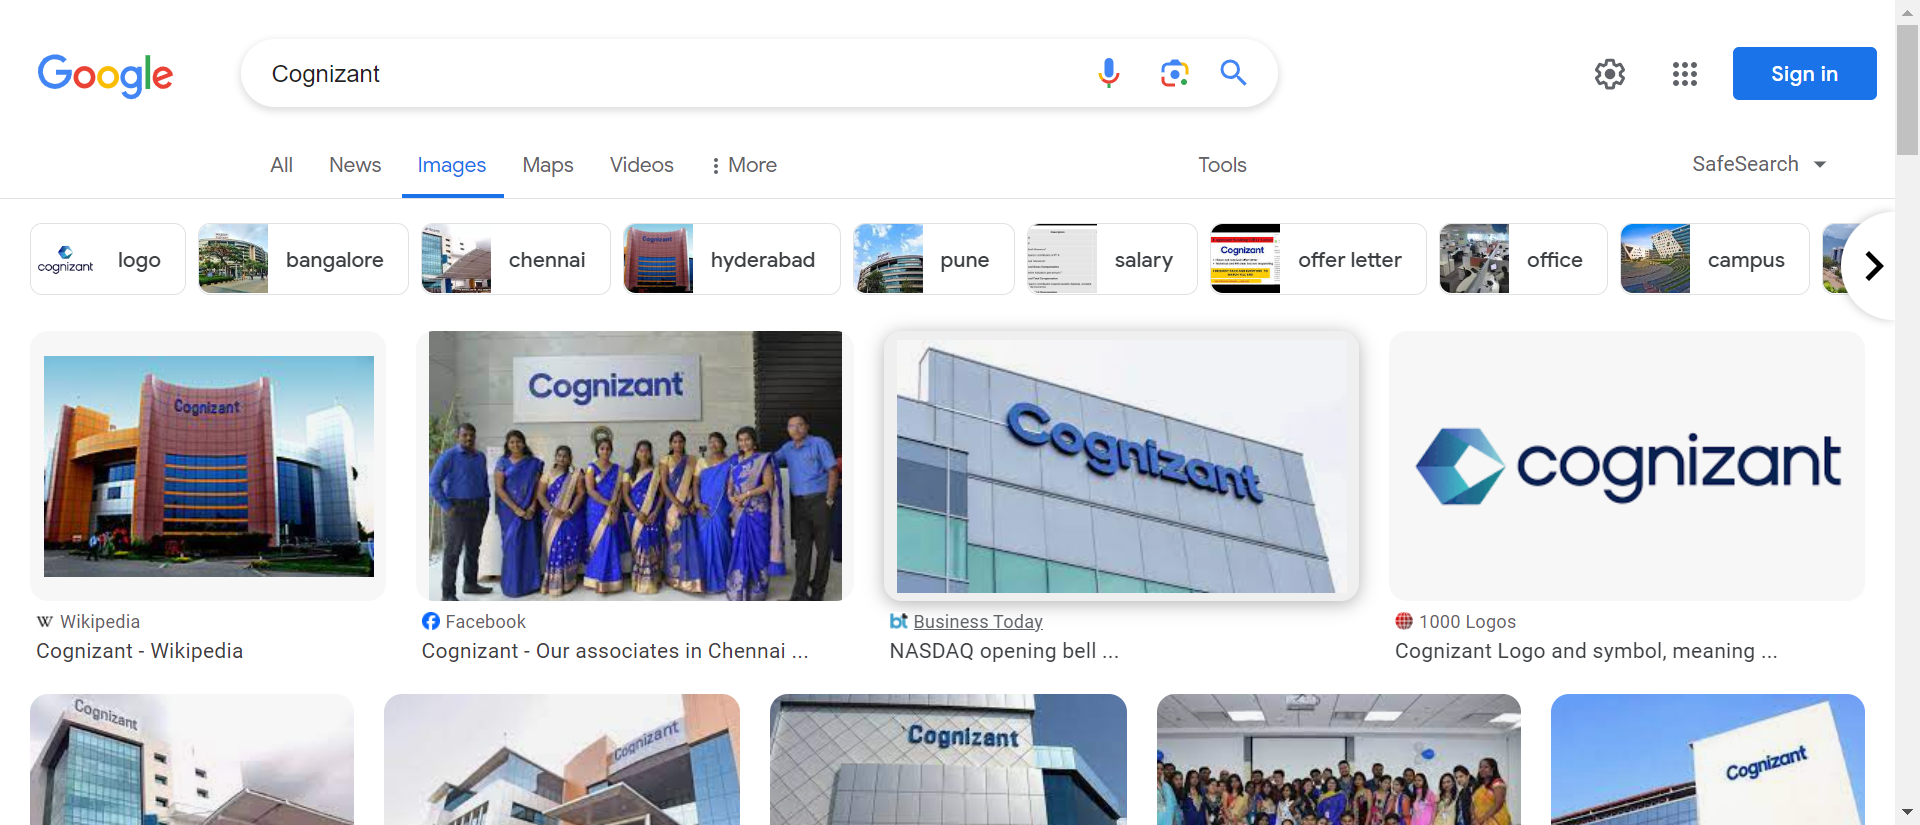 Google
Cognizant
Sign in
All News Images Maps Videos More Tools SafeSearch
cognizant logo bangalore chennai Cognizant hyderabad pune salary Cognizant offer letter office campus
Cognizant
Cognizant
Cognizant
cognizant
W Wikipedia
Cognizant - Wikipedia
Facebook
Cognizant - Our associates in Chennai ...
bt Business Today
NASDAQ opening bell ...
1000 Logos
Cognizant Logo and symbol, meaning ...
Cognizant
Cognizant
Cognizant
Cognizant